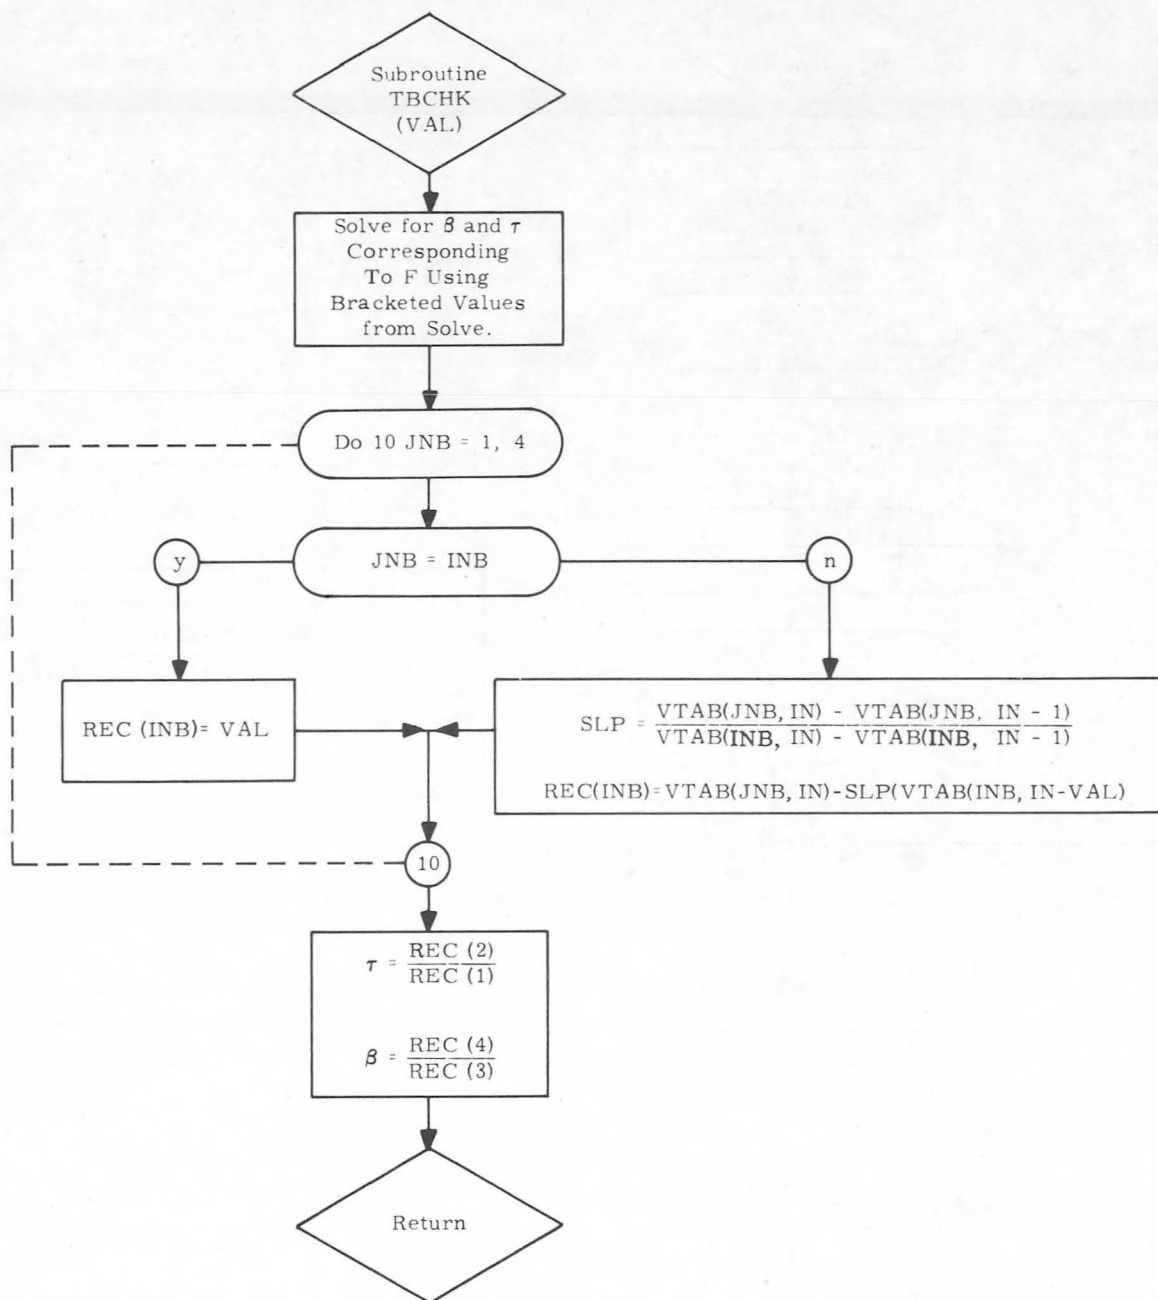 Subroutine
TBCHK
(VAL)
Solve for β and τ
Corresponding
To F Using
Bracketed Values
from Solve.
Do 10 JNB = 1, 4
y
JNB = INB
n
REC (INB)= VAL
SLP = VTAB(JNB, IN) - VTAB(JNB, IN - 1)
VTAB(INB, IN) - VTAB(INB, IN - 1)
REC(INB)=VTAB(JNB, IN)-SLP(VTAB(INB, IN-VAL)
10
τ = REC (2)
REC (1)
β = REC (4)
REC (3)
Return